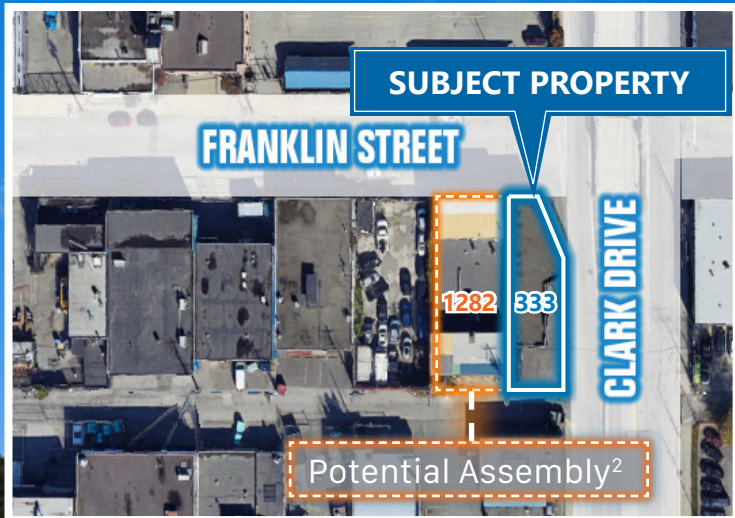 SUBJECT PROPERTY
FRANKLIN STREET
CLARK DRIVE
1282
333
Potential Assembly²